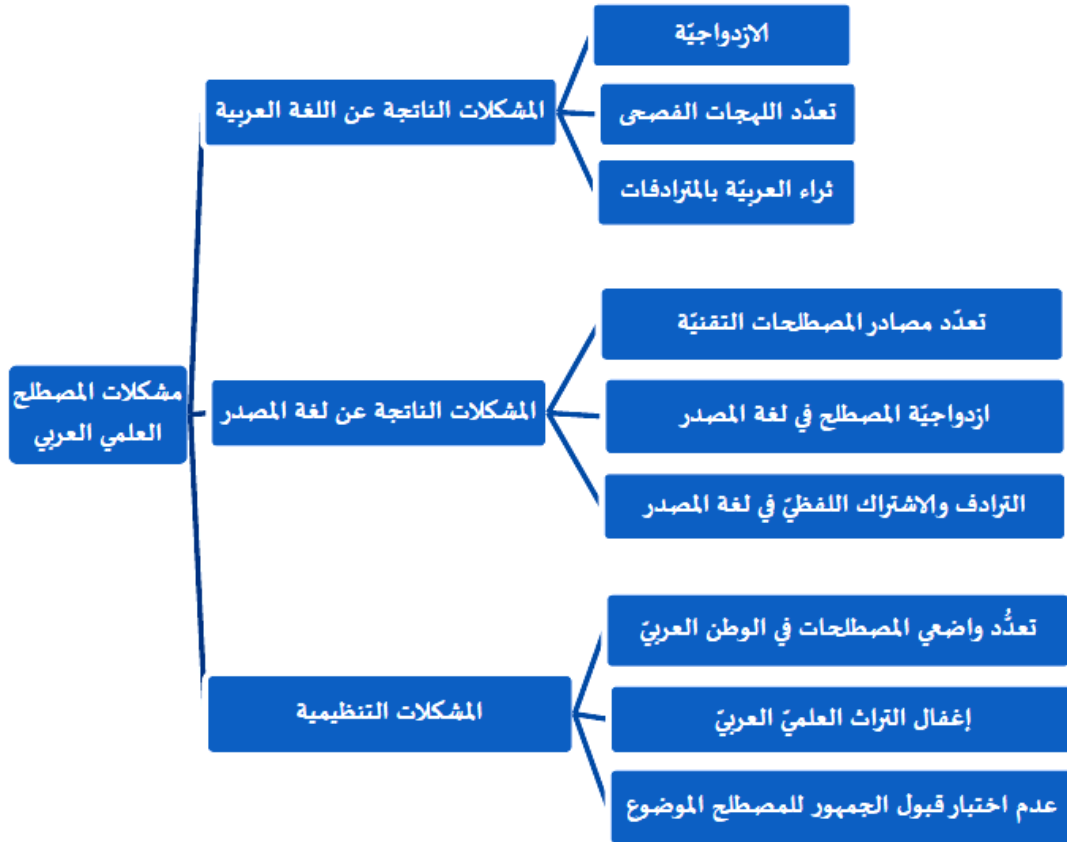 مشكلات المصطلح
العلمي العربي
المشكلات الناتجة عن اللغة العربية
الازدواجيّة
تعدّد اللهجات الفصحى
ثراء العربيّة بالمترادفات
المشكلات الناتجة عن لغة المصدر
تعدّد مصادر المصطلحات التقنيّة
ازدواجيّة المصطلح في لغة المصدر
الترادف والاشتراك اللفظيّ في لغة المصدر
المشكلات التنظيمية
تعدُّد واضعي المصطلحات في الوطن العربيّ
إغفال التراث العلميّ العربيّ
عدم اختبار قبول الجمهور للمصطلح الموضوع